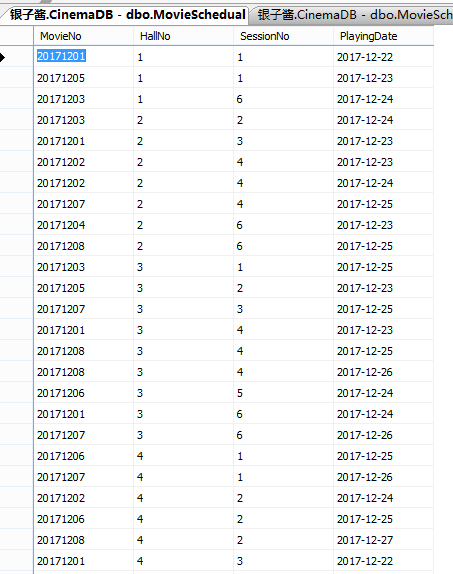 银子酱.CinemaDB - dbo.MovieSchedual 银子酱.CinemaDB - dbo.MovieSch
MovieNo HallNo SessionNo PlayingDate
20171201 1 1 2017-12-22
20171205 1 1 2017-12-23
20171203 1 6 2017-12-24
20171203 2 2 2017-12-24
20171201 2 3 2017-12-23
20171202 2 4 2017-12-23
20171202 2 4 2017-12-24
20171207 2 4 2017-12-25
20171204 2 6 2017-12-23
20171208 2 6 2017-12-25
20171203 3 1 2017-12-25
20171205 3 2 2017-12-23
20171207 3 3 2017-12-25
20171201 3 4 2017-12-23
20171208 3 4 2017-12-25
20171208 3 4 2017-12-26
20171206 3 5 2017-12-24
20171201 3 6 2017-12-24
20171207 3 6 2017-12-26
20171206 4 1 2017-12-25
20171207 4 1 2017-12-26
20171202 4 2 2017-12-24
20171206 4 2 2017-12-25
20171208 4 2 2017-12-27
20171201 4 3 2017-12-22